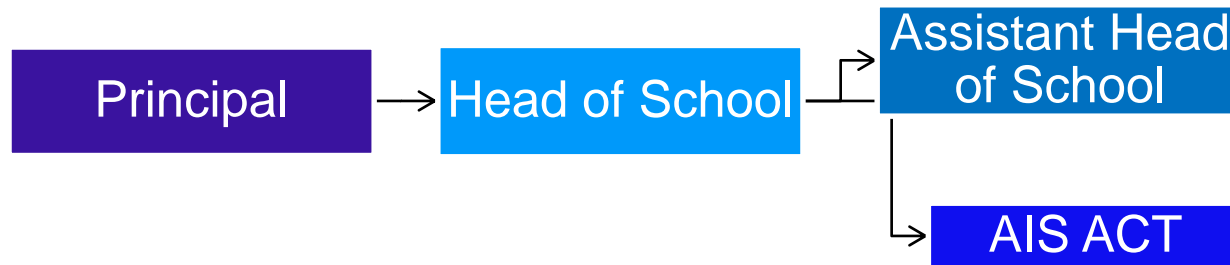 Principal
Head of School
Assistant Head
of School
AIS ACT